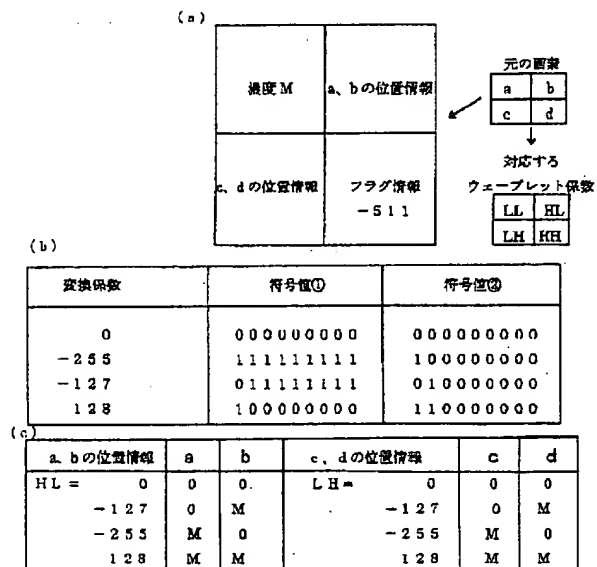 (a)
濃度M
a、bの位置情報
c、dの位置情報
フラグ情報
-511
元の画素
a b
c d
対応する
ウェーブレット係数
LL HL
LH HH
(b)
変換係数 符号値① 符号値②
0 000000000 000000000
-255 111111111 100000000
-127 011111111 010000000
128 100000000 110000000
(c)
a、bの位置情報 a b c、dの位置情報 c d
HL= 0 0 0. LH= 0 0 0
-127 0 M -127 0 M
-255 M 0 -255 M 0
128 M M 128 M M